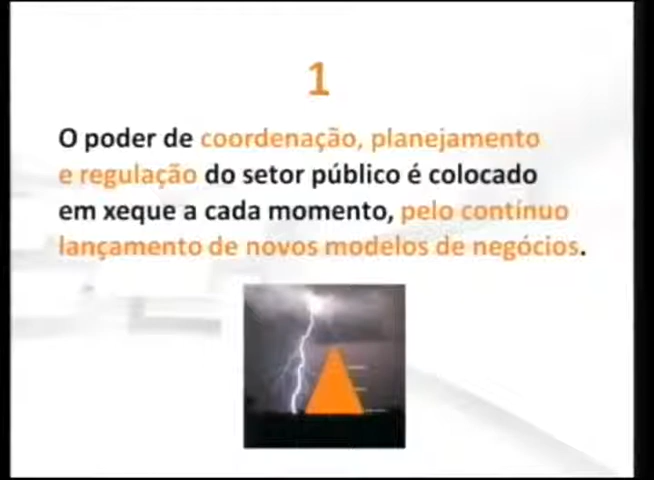 1
O poder de coordenação, planejamento
e regulação do setor público é colocado
em xeque a cada momento, pelo contínuo
lançamento de novos modelos de negócios.